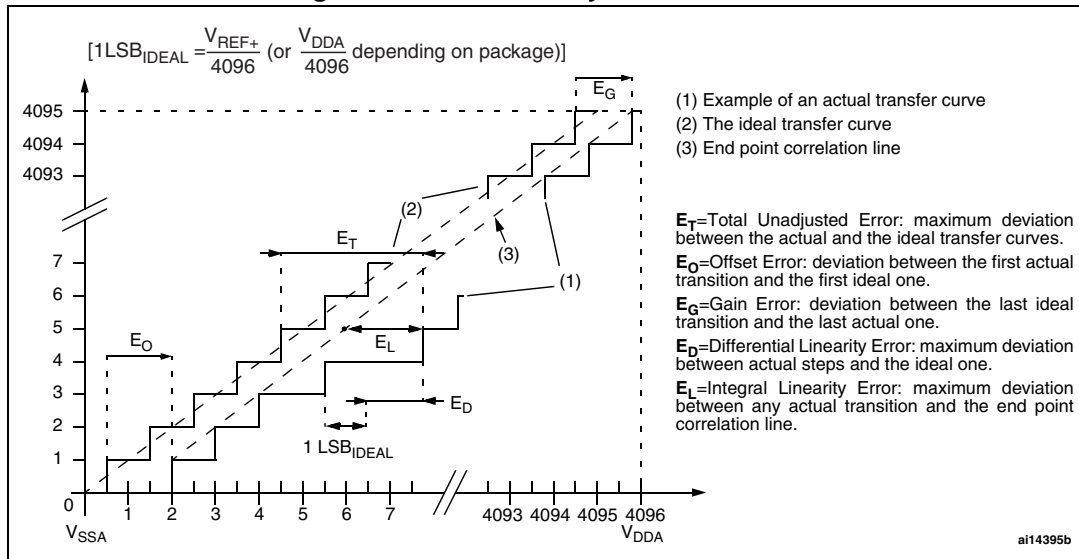 [1LSB_IDEAL = V_REF+ / 4096 (or V_DDA / 4096 depending on package)]
E_G
4095
4094
4093
(1) Example of an actual transfer curve
(2) The ideal transfer curve
(3) End point correlation line
(2)
E_T
(3)
(1)
E_T=Total Unadjusted Error: maximum deviation
between the actual and the ideal transfer curves.
E_O=Offset Error: deviation between the first actual
transition and the first ideal one.
E_G=Gain Error: deviation between the last ideal
transition and the last actual one.
E_D=Differential Linearity Error: maximum deviation
between actual steps and the ideal one.
E_L=Integral Linearity Error: maximum deviation
between any actual transition and the end point
correlation line.
7
6
5
4
3
2
1
0
E_O
E_L
E_D
1 LSB_IDEAL
1 2 3 4 5 6 7 4093 4094 4095 4096
V_SSA V_DDA
ai14395b